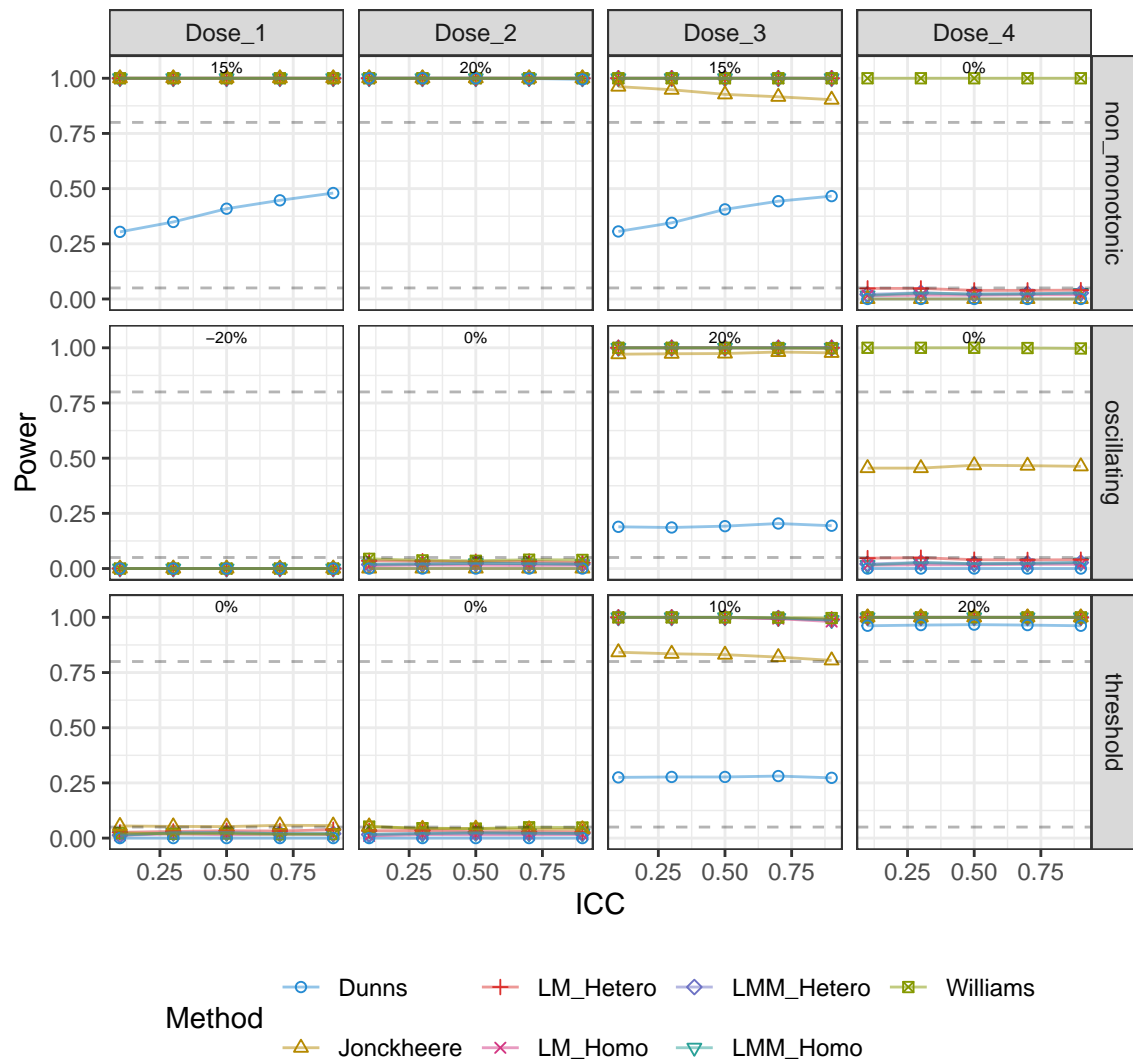 Dose_1 Dose_2 Dose_3 Dose_4
15% 20% 15% 0%
1.00
0.75
0.50
0.25
0.00
non_monotonic
−20% 0% 20% 0%
1.00
0.75
0.50
0.25
0.00
oscillating
0% 0% 10% 20%
1.00
0.75
0.50
0.25
0.00
threshold
Power
0.25 0.50 0.75 0.25 0.50 0.75 0.25 0.50 0.75 0.25 0.50 0.75
ICC
Method
Dunns LM_Hetero LMM_Hetero Williams
Jonckheere LM_Homo LMM_Homo